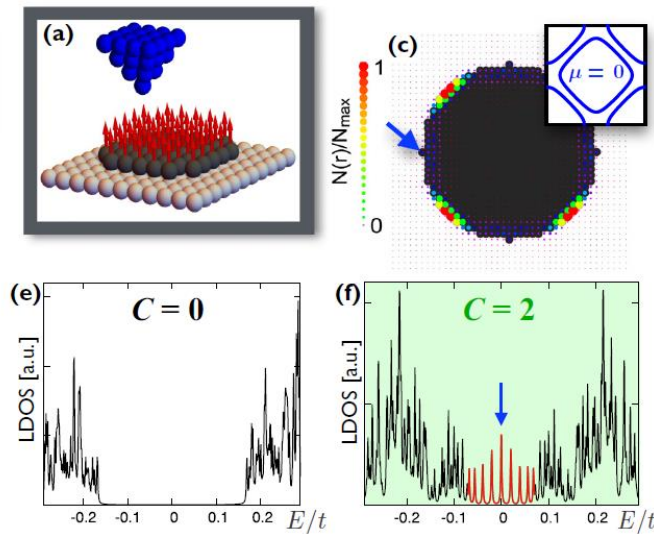 (a)
(c)
1
N(r)/Nmax
0
μ = 0
(e)
C = 0
LDOS [a.u.]
-0.2 -0.1 0 0.1 0.2 E/t
(f)
C = 2
LDOS [a.u.]
-0.2 -0.1 0 0.1 0.2 E/t